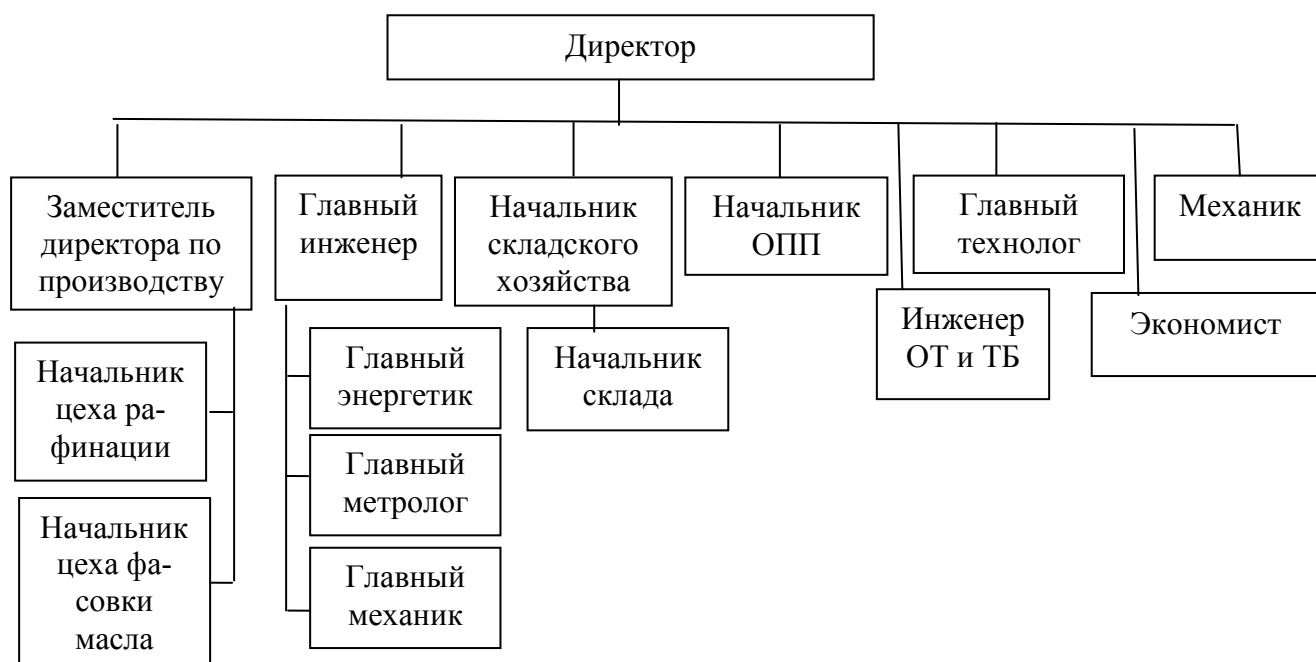 Директор
Заместитель
директора по
производству
Главный
инженер
Начальник
складского
хозяйства
Начальник
ОПП
Главный
технолог
Механик
Инженер
ОТ и ТБ
Экономист
Начальник
цеха ра-
финации
Главный
энергетик
Начальник
склада
Главный
метролог
Начальник
цеха фа-
совки
масла
Главный
механик